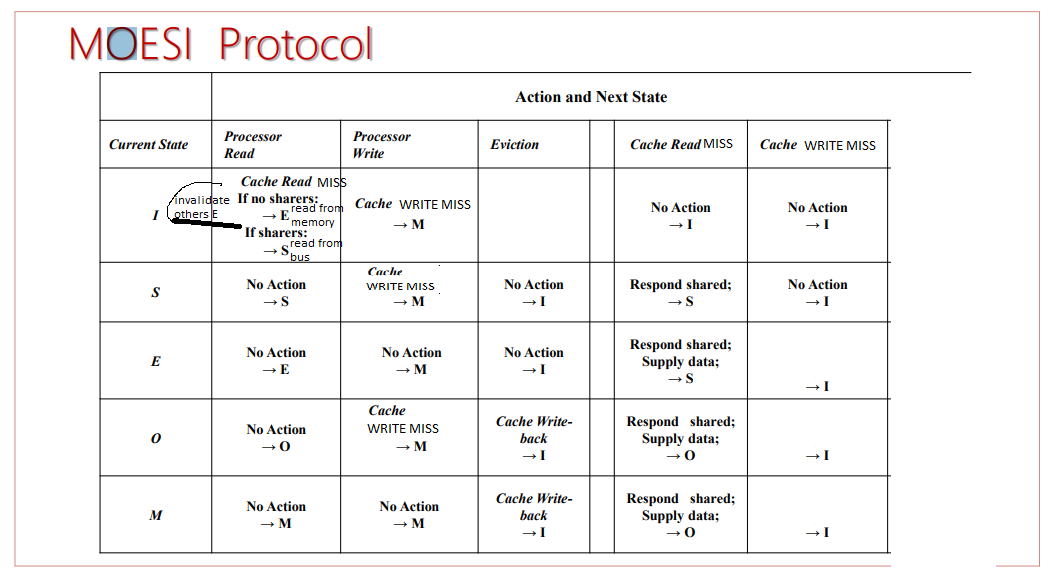 MOESI Protocol
Action and Next State
Current State
Processor
Read
Processor
Write
Eviction
Cache Read MISS
Cache WRITE MISS
I
invalidate
others E
Cache Read MISS
If no sharers:
→ E read from
memory
If sharers:
→ S read from
bus
Cache WRITE MISS
→ M
No Action
→ I
No Action
→ I
S
No Action
→ S
Cache
WRITE MISS
→ M
No Action
→ I
Respond shared;
→ S
No Action
→ I
E
No Action
→ E
No Action
→ M
No Action
→ I
Respond shared;
Supply data;
→ S
→ I
O
No Action
→ O
Cache
WRITE MISS
→ M
Cache Write-
back
→ I
Respond shared;
Supply data;
→ O
→ I
M
No Action
→ M
No Action
→ M
Cache Write-
back
→ I
Respond shared;
Supply data;
→ O
→ I